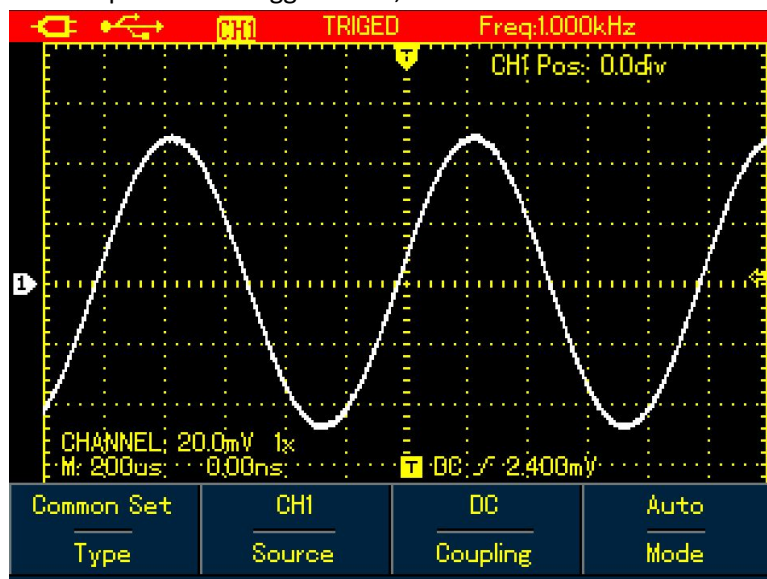 CH1 TRIGED Freq:1.000kHz
T
CH1 Pos: 0.0div
1
CHANNEL: 20.0mV 1x
M: 200us 0.00ns T DC 2.400mV
Common Set CH1 DC Auto
Type Source Coupling Mode